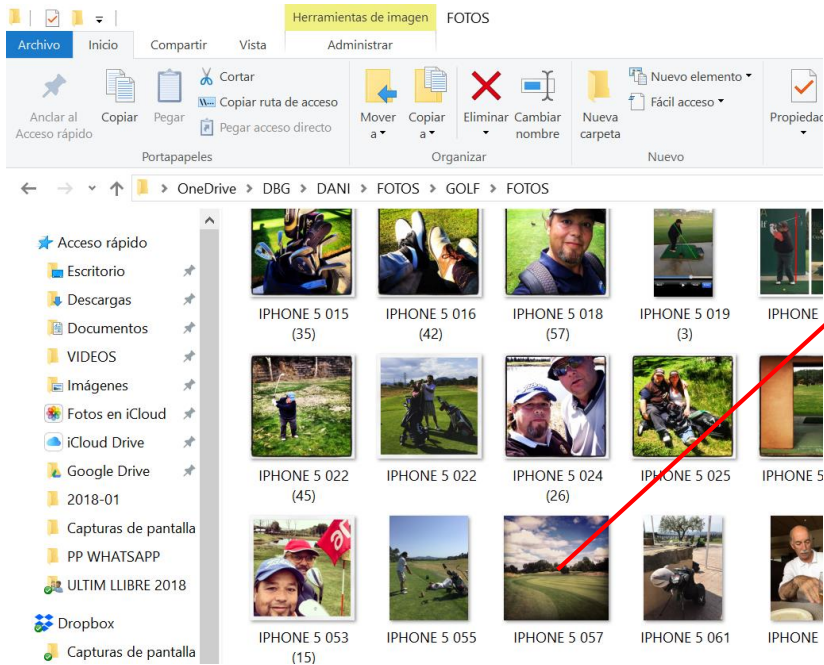 Herramientas de imagen FOTOS
Archivo Inicio Compartir Vista Administrar
Anclar al Acceso rápido
Copiar
Pegar
Cortar
Copiar ruta de acceso
Pegar acceso directo
Portapapeles
Mover a
Copiar a
Eliminar
Cambiar nombre
Organizar
Nueva carpeta
Nuevo elemento
Fácil acceso
Nuevo
Propiedad
OneDrive > DBG > DANI > FOTOS > GOLF > FOTOS
Acceso rápido
Escritorio
Descargas
Documentos
VIDEOS
Imágenes
Fotos en iCloud
iCloud Drive
Google Drive
2018-01
Capturas de pantalla
PP WHATSAPP
ULTIM LLIBRE 2018
Dropbox
Capturas de pantalla
IPHONE 5 015 (35)
IPHONE 5 016 (42)
IPHONE 5 018 (57)
IPHONE 5 019 (3)
IPHONE
IPHONE 5 022 (45)
IPHONE 5 022
IPHONE 5 024 (26)
IPHONE 5 025
IPHONE 5
IPHONE 5 053 (15)
IPHONE 5 055
IPHONE 5 057
IPHONE 5 061
IPHONE